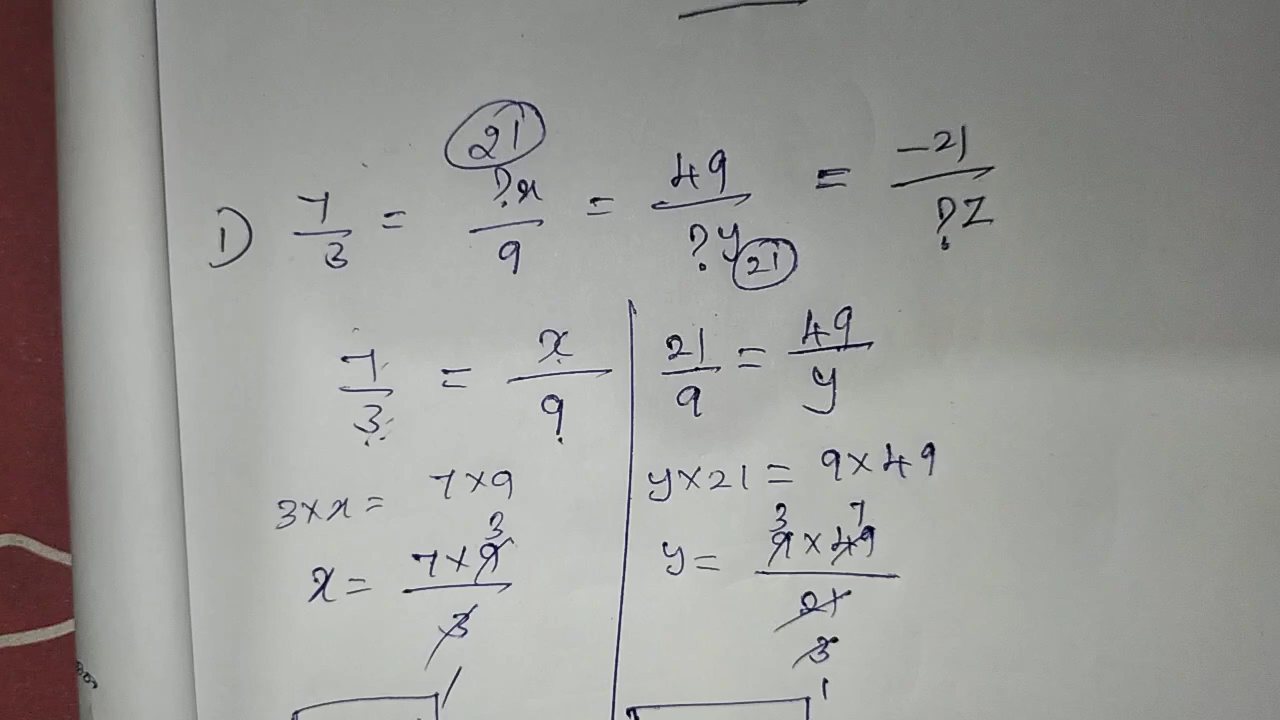 21
1) 7/3 = ?x/9 = 49/?y = -21/?z
21
7/3 = x/9
3×x = 7×9
x = 7×9/3
3
21/9 = 49/y
y×21 = 9×49
3 7
y = 9×49/21
3
1